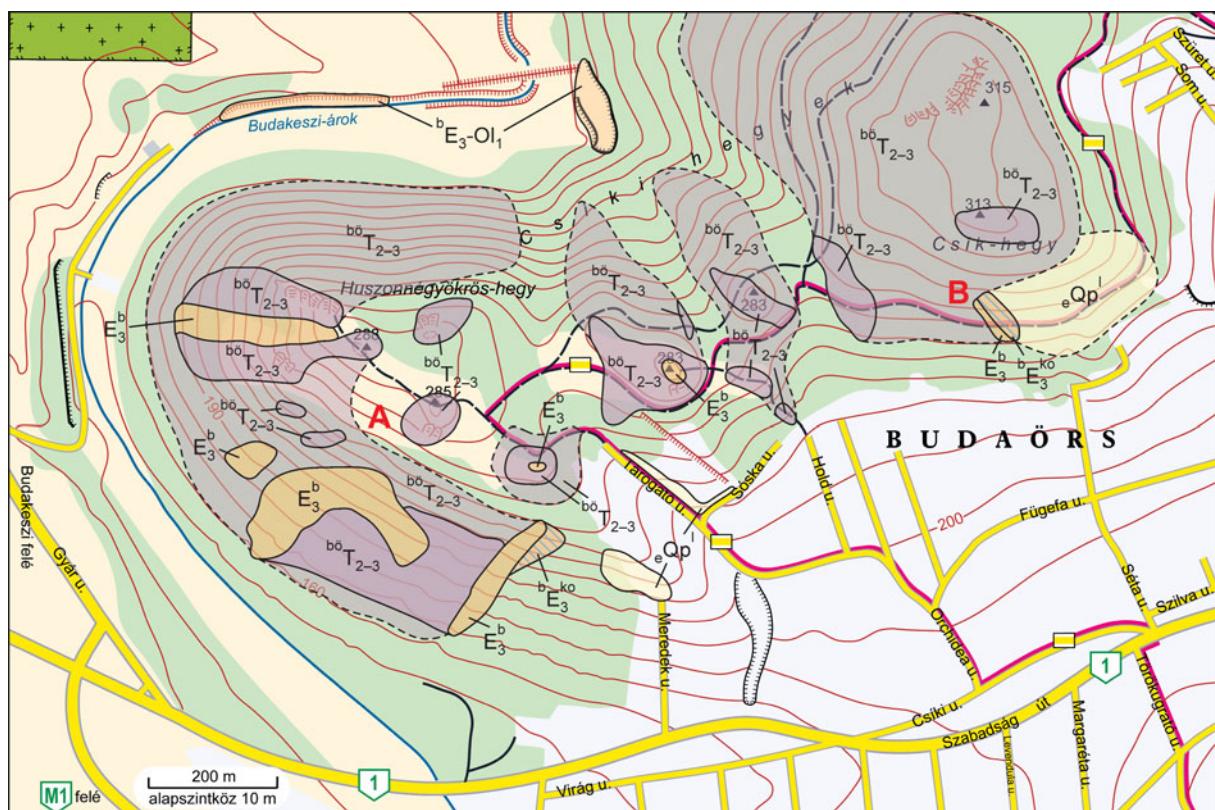 Szüret u.
Som u.
315
Budakeszi-árok
ᵇE₃-Ol₁
Csiki-hegyek
ᵇöT₂₋₃
ᵇöT₂₋₃
313
Csík-hegy
ᵇöT₂₋₃
ᵇöT₂₋₃
ᵇöT₂₋₃
ᵇöT₂₋₃
Huszonnégyökrös-hegy
ᵇöT₂₋₃
E₃ᵇ
ᵇöT₂₋₃
288
283
283
B
ₑQpˡ
ᵇöT₂₋₃
285
ᵇöT₂₋₃
ᵇöT₂₋₃
E₃ᵇ
E₃ᵇ
ᵇE₃ᵏᵒ
190
A
ᵇöT₂₋₃
E₃ᵇ
E₃ᵇ
BUDAÖRS
ᵇöT₂₋₃
E₃ᵇ
ᵇöT₂₋₃
Tárogató u.
Sóska u.
Hold u.
Fügefa u.
200
Budakeszi felé
Gyár u.
ᵇöT₂₋₃
ₑQpˡ
160
ᵇE₃ᵏᵒ
E₃ᵇ
Meredek u.
Orchidea u.
Séta u.
Szilva u.
1
Törökugrató u.
Csíki u.
Szabadság út
Margaréta u.
Levendula u.
Virág u.
1
M1 felé
200 m
alapszintköz 10 m